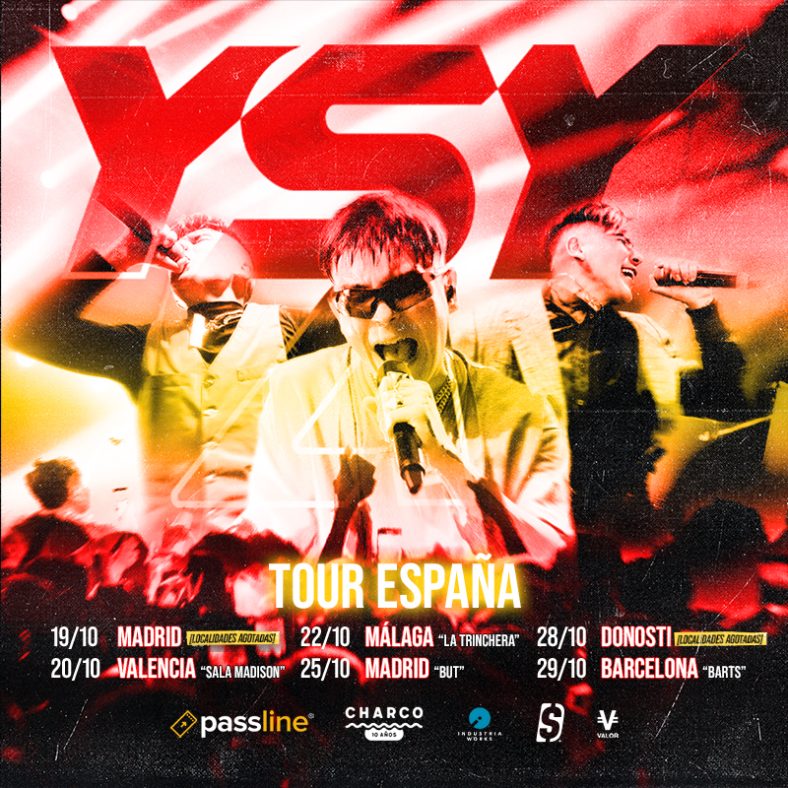 YSY
TOUR ESPAÑA
19/10 MADRID [LOCALIDADES AGOTADAS]
20/10 VALENCIA “SALA MADISON”
22/10 MÁLAGA “LA TRINCHERA”
25/10 MADRID “BUT”
28/10 DONOSTI [LOCALIDADES AGOTADAS]
29/10 BARCELONA “BARTS”
passline®
CHARCO
10 AÑOS
INDUSTRIA
WORKS
S
VALOR